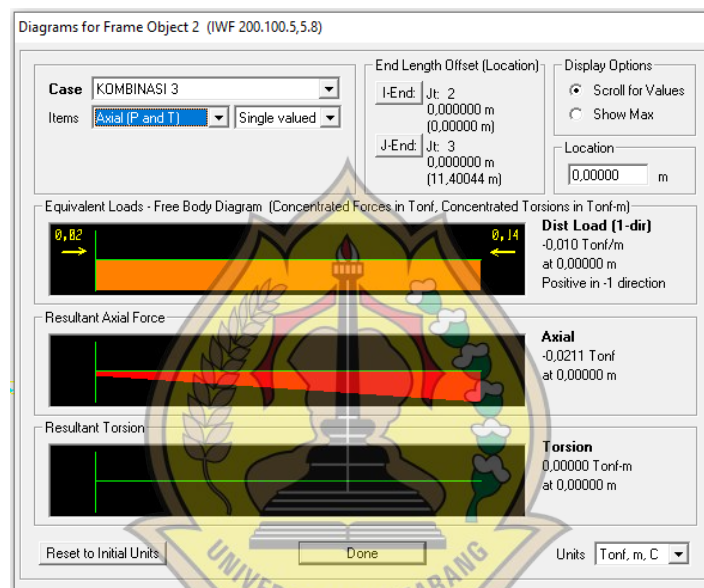 Diagrams for Frame Object 2 (IWF 200.100.5,5.8)
Case KOMBINASI 3
Items Axial (P and T) Single valued
End Length Offset (Location)
I-End: Jt: 2
0,000000 m
(0,00000 m)
J-End: Jt: 3
0,000000 m
(11,40044 m)
Display Options
Scroll for Values
Show Max
Location
0,00000 m
Equivalent Loads - Free Body Diagram (Concentrated Forces in Tonf, Concentrated Torsions in Tonf-m)
0,02 0,14
Dist Load (1-dir)
-0,010 Tonf/m
at 0,00000 m
Positive in -1 direction
Resultant Axial Force
Axial
-0,0211 Tonf
at 0,00000 m
Resultant Torsion
Torsion
0,00000 Tonf-m
at 0,00000 m
Reset to Initial Units Done Units Tonf, m, C